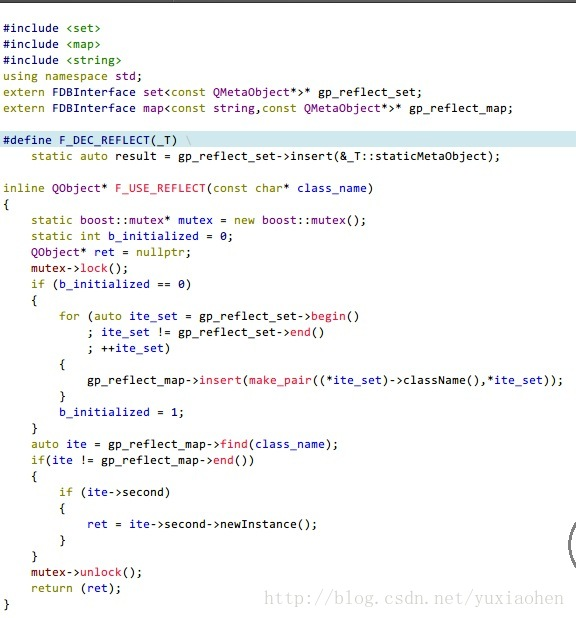 #include <set>
#include <map>
#include <string>
using namespace std;
extern FDBInterface set<const QMetaObject*>* gp_reflect_set;
extern FDBInterface map<const string,const QMetaObject*>* gp_reflect_map;
#define F_DEC_REFLECT(_T) \
    static auto result = gp_reflect_set->insert(&_T::staticMetaObject);
inline QObject* F_USE_REFLECT(const char* class_name)
{
    static boost::mutex* mutex = new boost::mutex();
    static int b_initialized = 0;
    QObject* ret = nullptr;
    mutex->lock();
    if (b_initialized == 0)
    {
        for (auto ite_set = gp_reflect_set->begin()
            ; ite_set != gp_reflect_set->end()
            ; ++ite_set)
        {
            gp_reflect_map->insert(make_pair((*ite_set)->className(),*ite_set));
        }
        b_initialized = 1;
    }
    auto ite = gp_reflect_map->find(class_name);
    if(ite != gp_reflect_map->end())
    {
        if (ite->second)
        {
            ret = ite->second->newInstance();
        }
    }
    mutex->unlock();
    return (ret);
}
http://blog.csdn.net/yuxiaohen